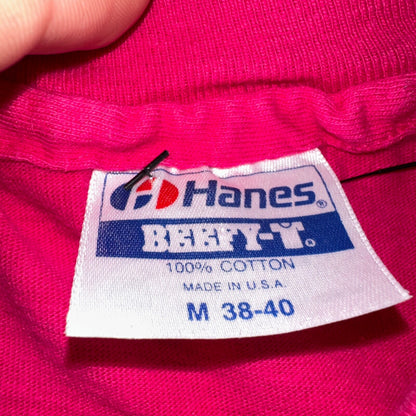 Hanes®
BEEFY-T®
100% COTTON
MADE IN U.S.A.
M 38-40